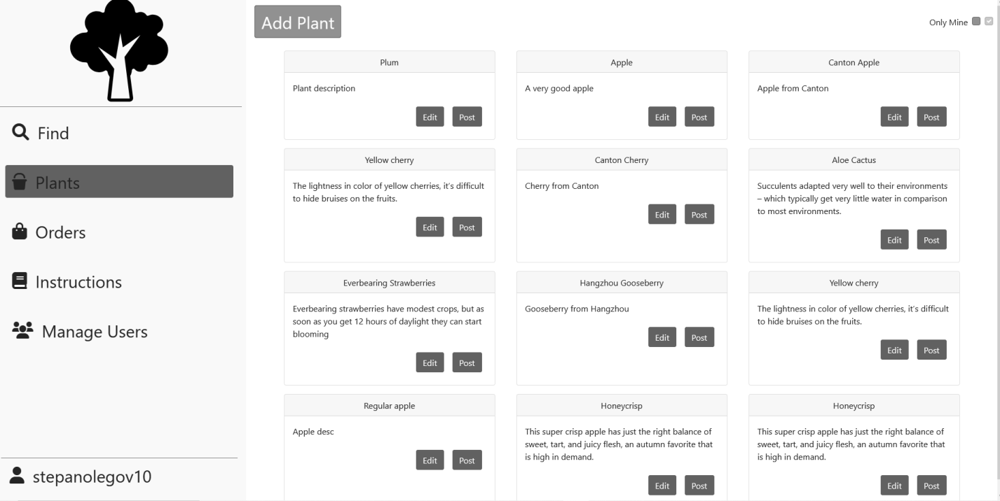 Add Plant
Only Mine
Find
Plants
Orders
Instructions
Manage Users
stepanolegov10
Plum
Plant description
Edit Post
Apple
A very good apple
Edit Post
Canton Apple
Apple from Canton
Edit Post
Yellow cherry
The lightness in color of yellow cherries, it’s difficult
to hide bruises on the fruits.
Edit Post
Canton Cherry
Cherry from Canton
Edit Post
Aloe Cactus
Succulents adapted very well to their environments
– which typically get very little water in comparison
to most environments.
Edit Post
Everbearing Strawberries
Everbearing strawberries have modest crops, but as
soon as you get 12 hours of daylight they can start
blooming
Edit Post
Hangzhou Gooseberry
Gooseberry from Hangzhou
Edit Post
Yellow cherry
The lightness in color of yellow cherries, it’s difficult
to hide bruises on the fruits.
Edit Post
Regular apple
Apple desc
Edit Post
Honeycrisp
This super crisp apple has just the right balance of
sweet, tart, and juicy flesh, an autumn favorite that
is high in demand.
Edit Post
Honeycrisp
This super crisp apple has just the right balance of
sweet, tart, and juicy flesh, an autumn favorite that
is high in demand.
Edit Post